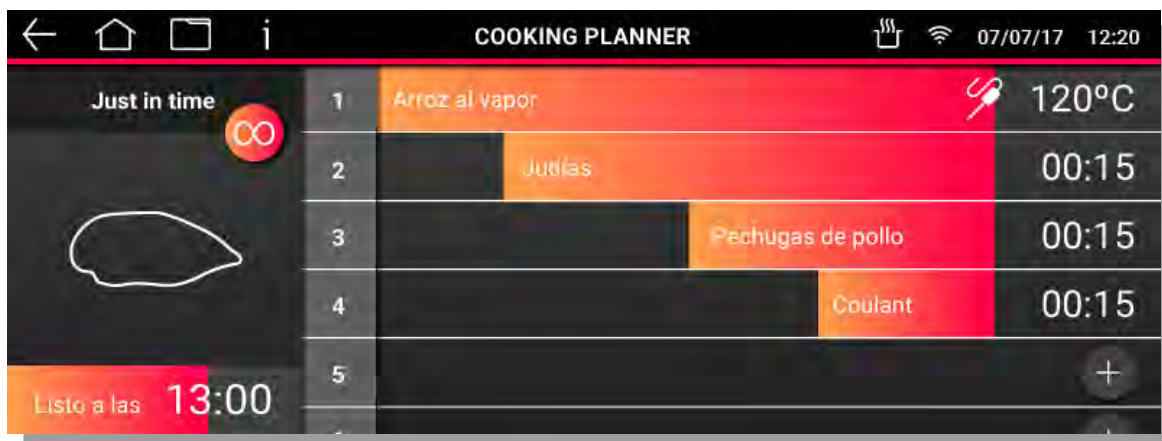 i COOKING PLANNER 07/07/17 12:20
Just in time
1 Arroz al vapor 120ºC
2 Judías 00:15
3 Pechugas de pollo 00:15
4 Coulant 00:15
5 +
Listo a las 13:00